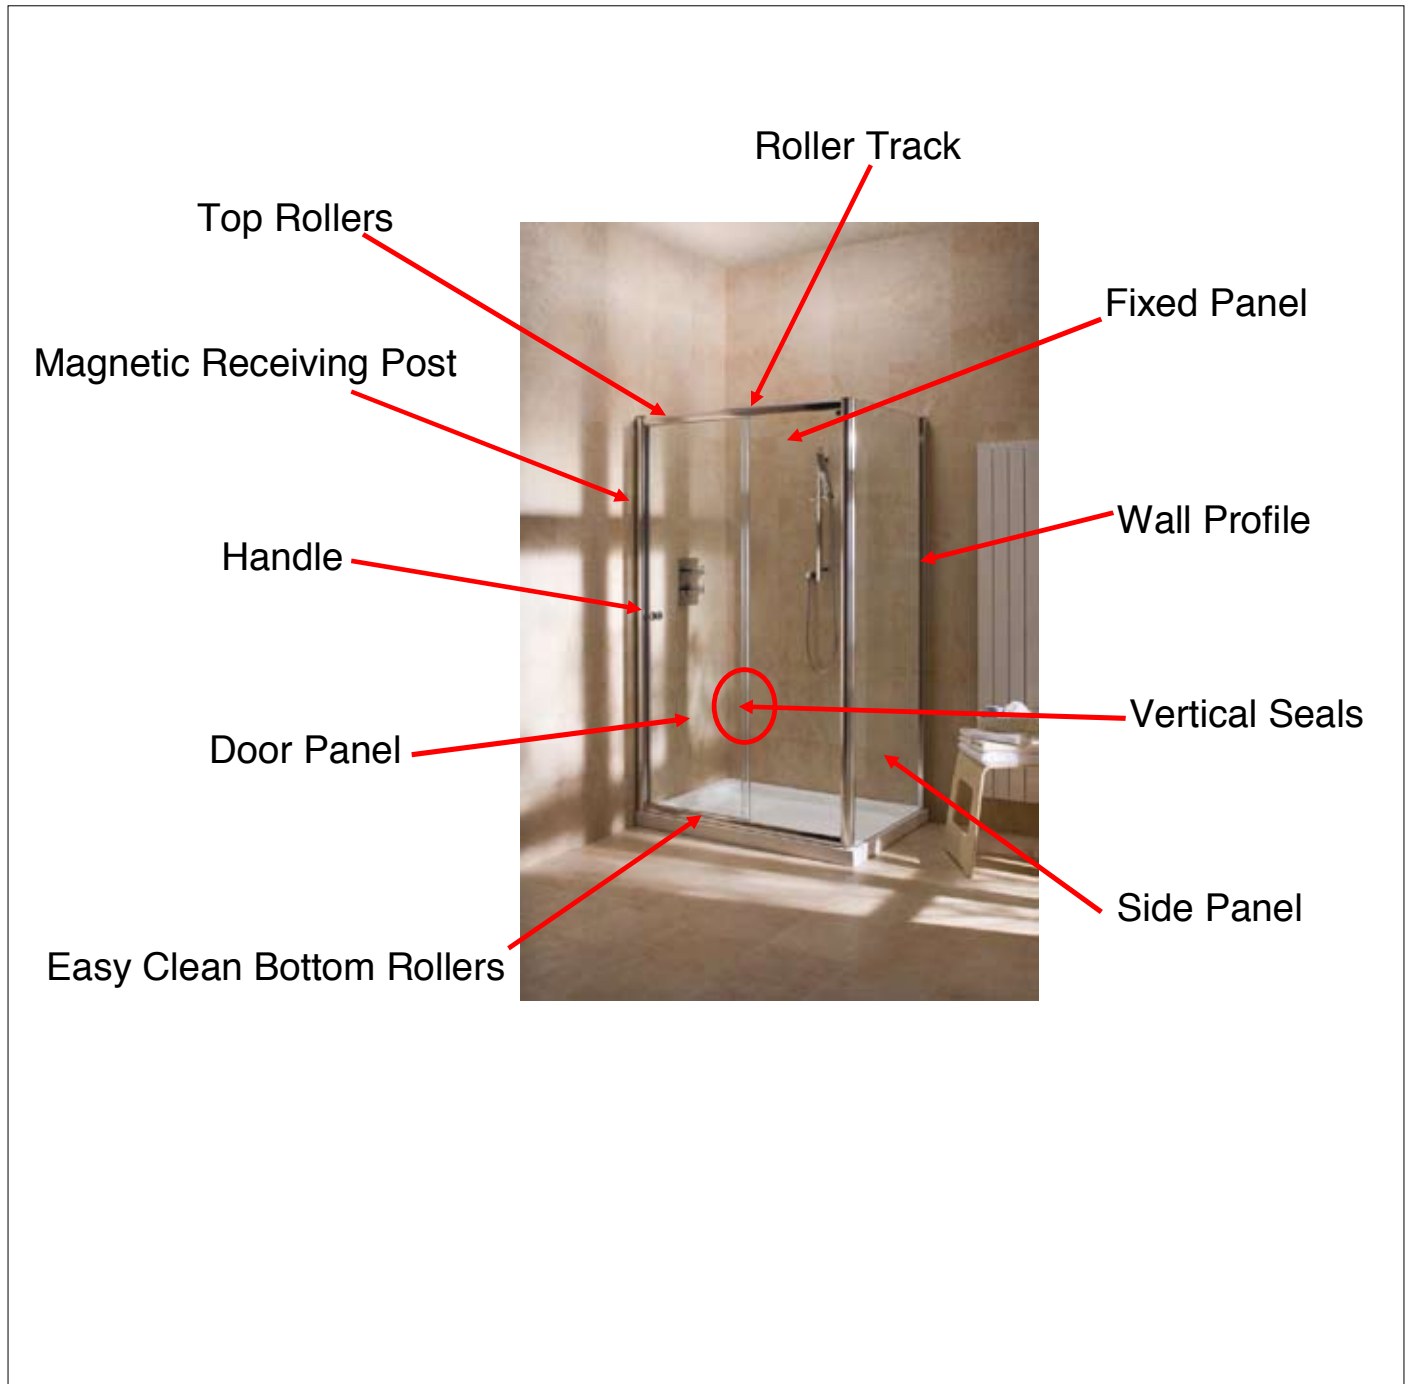 Roller Track
Top Rollers
Fixed Panel
Magnetic Receiving Post
Wall Profile
Handle
Vertical Seals
Door Panel
Side Panel
Easy Clean Bottom Rollers